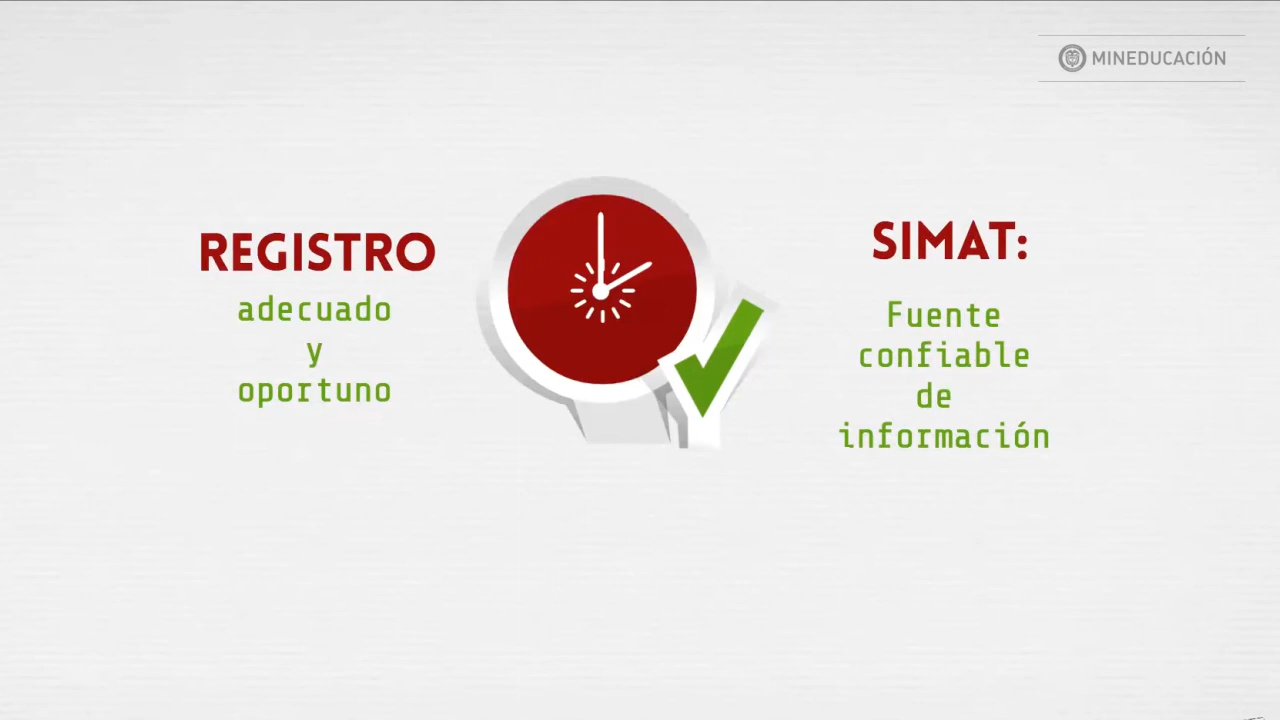 MINEDUCACIÓN
REGISTRO
adecuado
y
oportuno
SIMAT:
Fuente
confiable
de
información